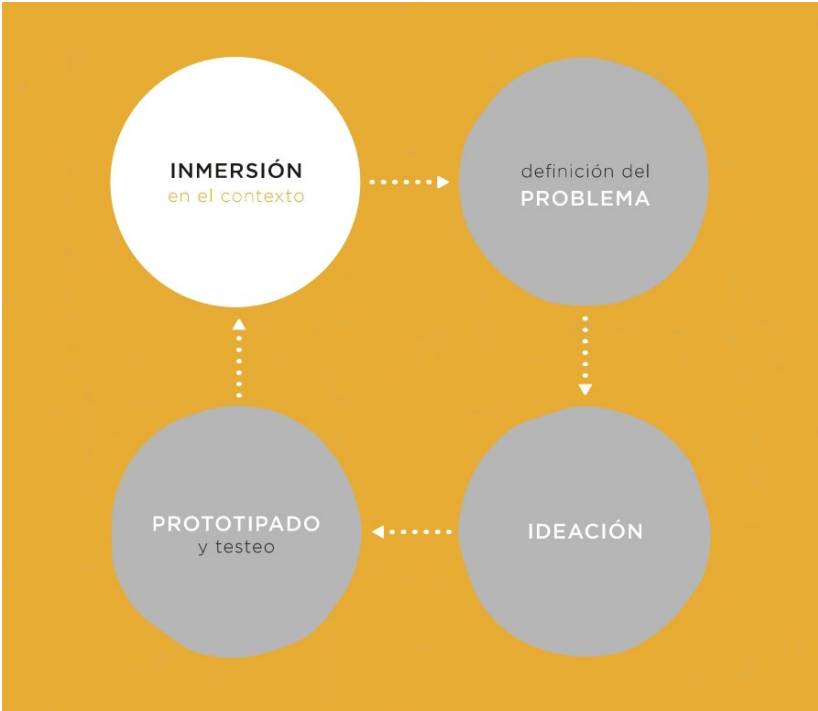 INMERSIÓN
en el contexto
definición del
PROBLEMA
IDEACIÓN
PROTOTIPADO
y testeo